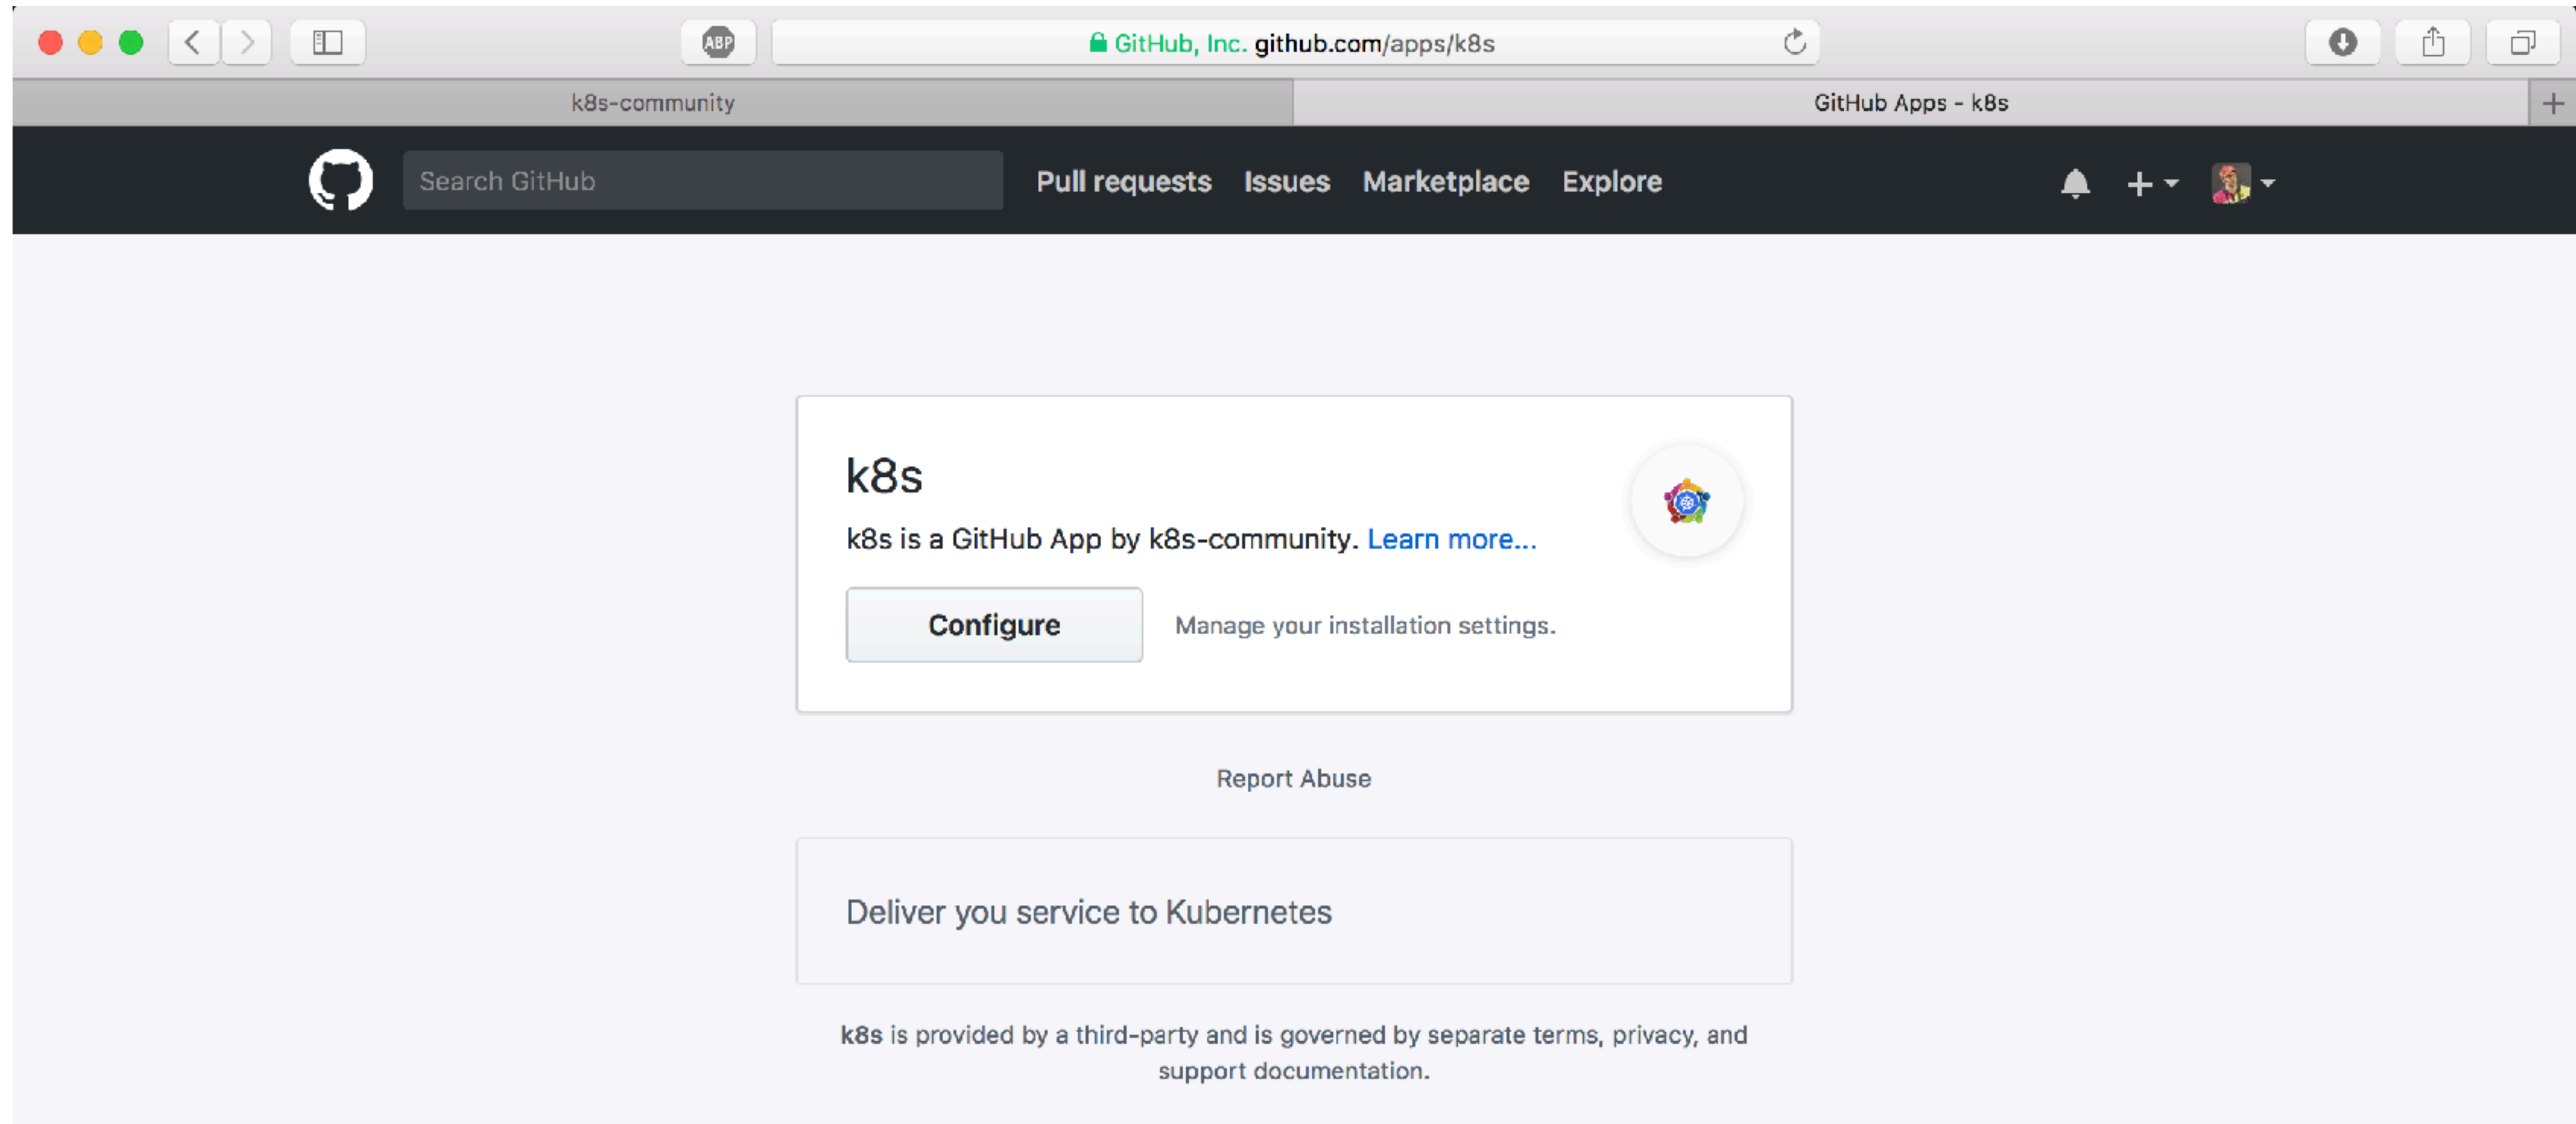 ABP
GitHub, Inc. github.com/apps/k8s
k8s-community
GitHub Apps - k8s
+
Search GitHub
Pull requests Issues Marketplace Explore
k8s
k8s is a GitHub App by k8s-community. Learn more...
Configure
Manage your installation settings.
Report Abuse
Deliver you service to Kubernetes
k8s is provided by a third-party and is governed by separate terms, privacy, and
support documentation.